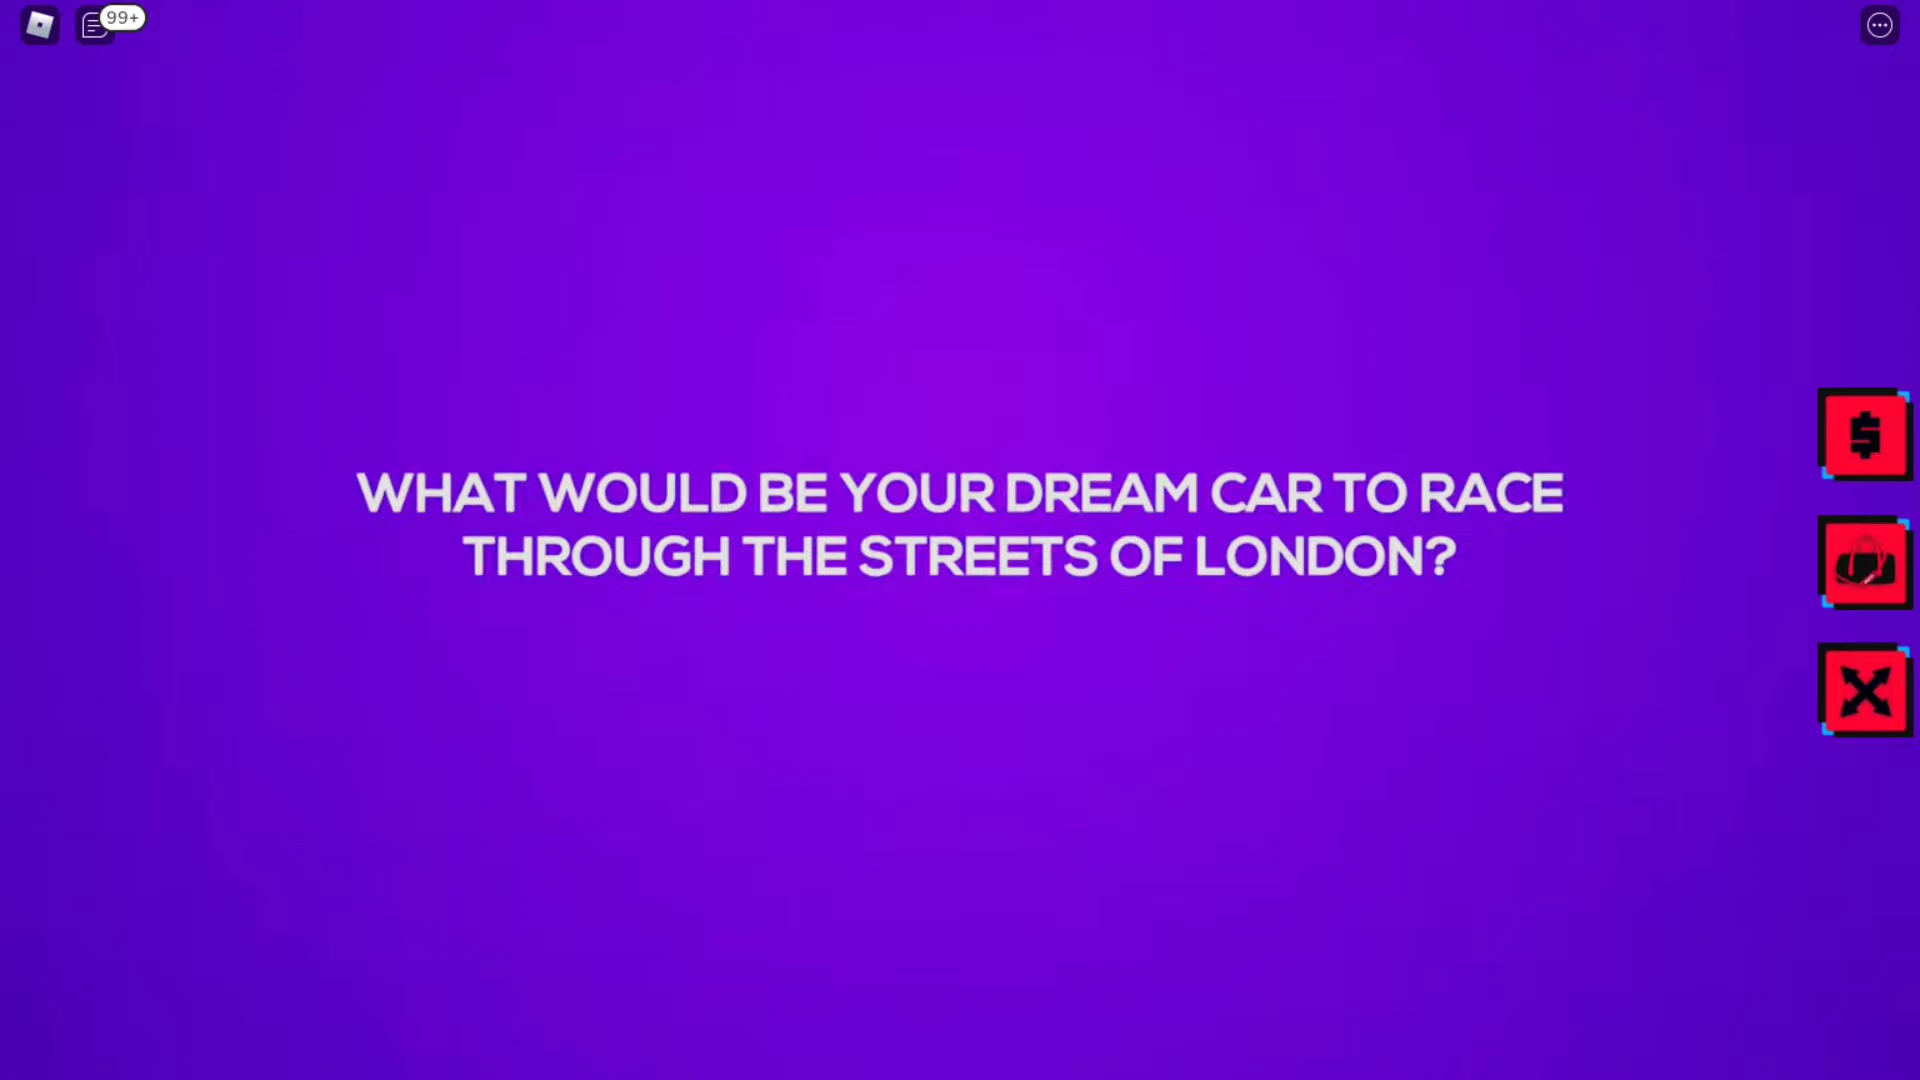 99+
WHAT WOULD BE YOUR DREAM CAR TO RACE
THROUGH THE STREETS OF LONDON?
$